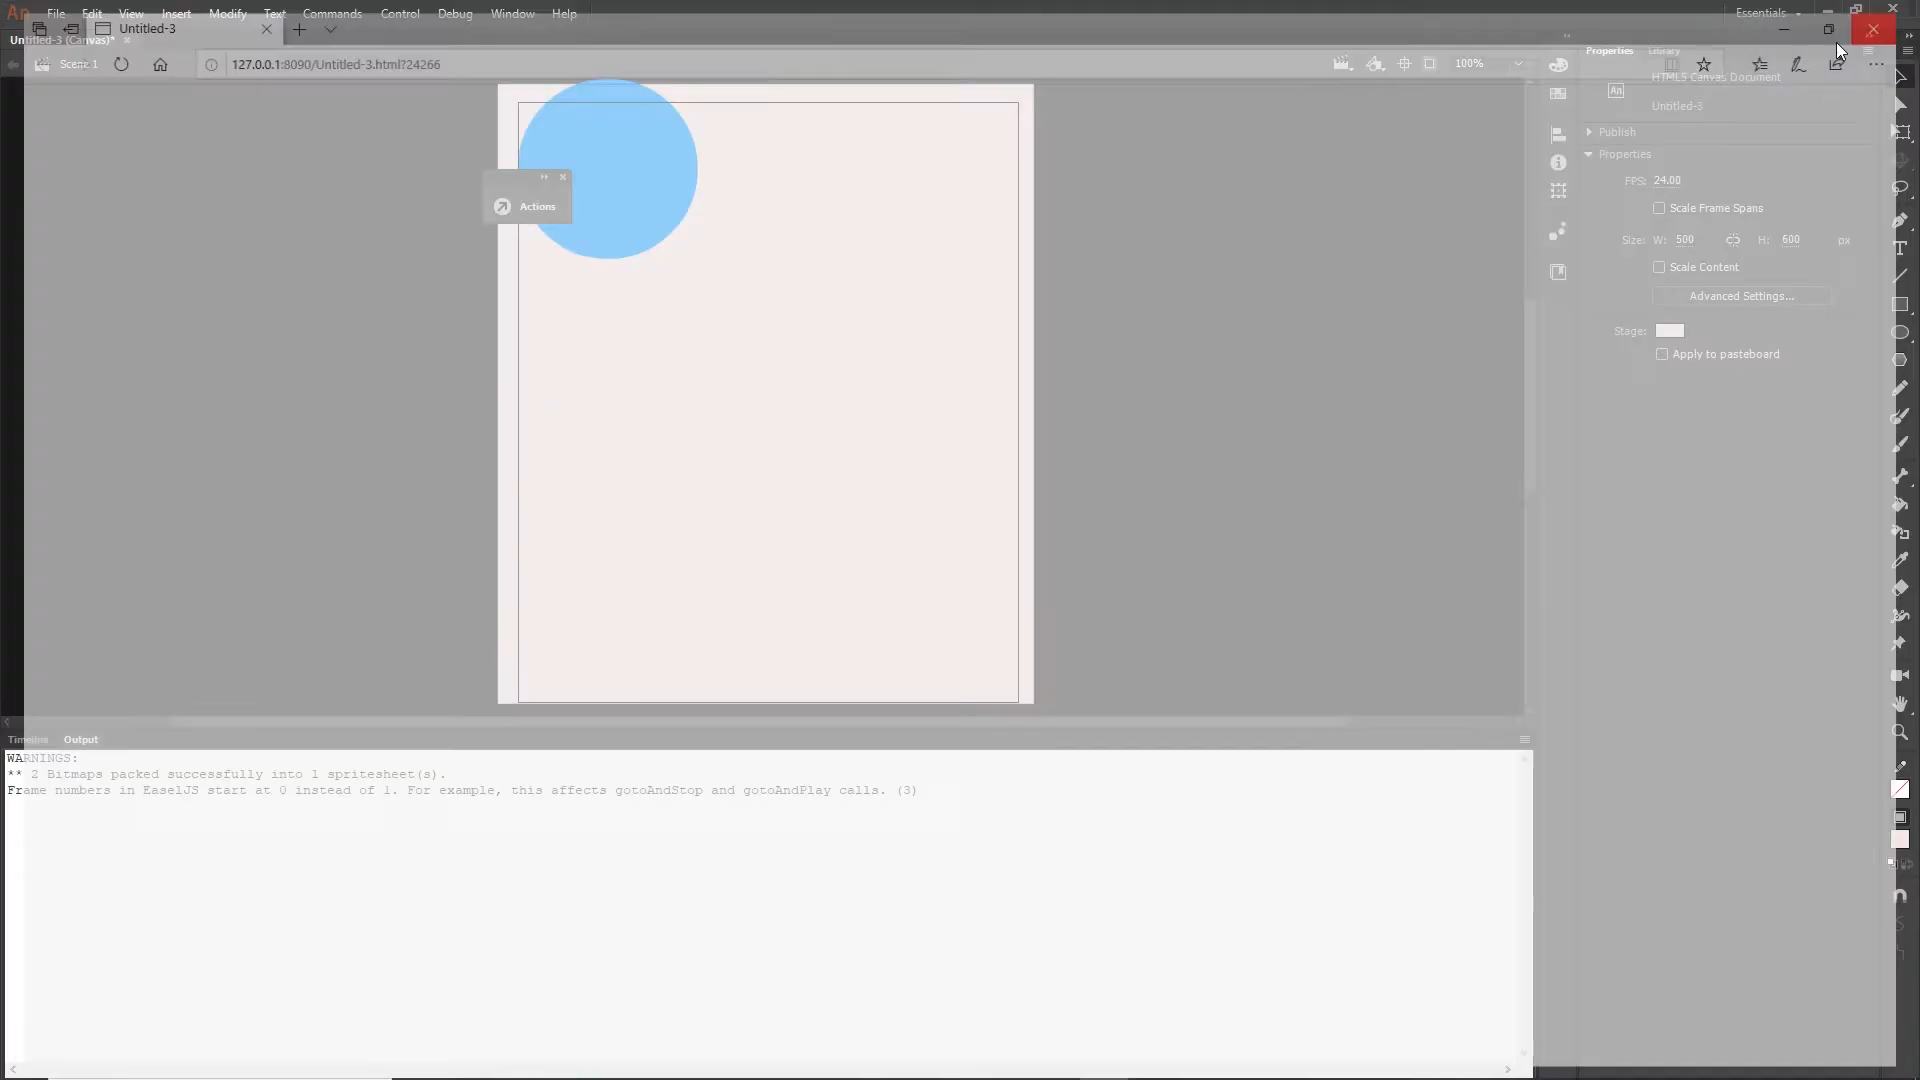 An File Edit View Insert Modify Text Commands Control Debug Window Help Essentials
Untitled-3
Untitled-3 (Canvas)*
Scene 1 127.0.0.1:8090/Untitled-3.html?24266 100%
Properties Library
HTML5 Canvas Document
An
Untitled-3
Publish
Properties
FPS: 24.00
Scale Frame Spans
Size: W: 500 H: 600 px
Scale Content
Advanced Settings...
Stage:
Apply to pasteboard
Actions
Timeline Output
WARNINGS:
** 2 Bitmaps packed successfully into 1 spritesheet(s).
Frame numbers in EaselJS start at 0 instead of 1. For example, this affects gotoAndStop and gotoAndPlay calls. (3)